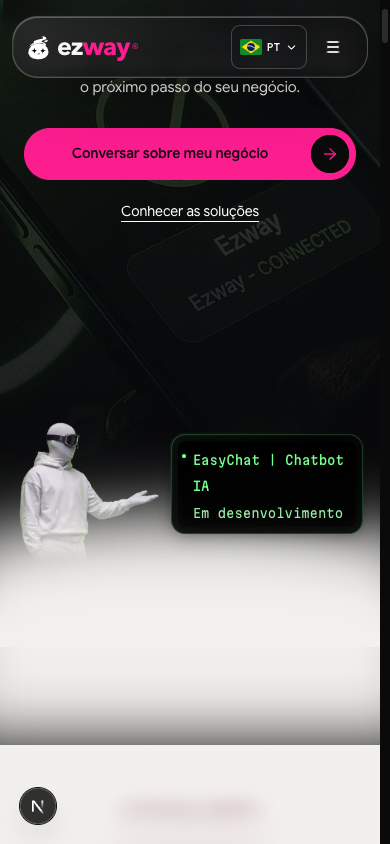 ezway®
PT
o próximo passo do seu negócio.
Conversar sobre meu negócio
Conhecer as soluções
Ezway
Ezway - CONNECTED
EasyChat | Chatbot
IA
Em desenvolvimento
N